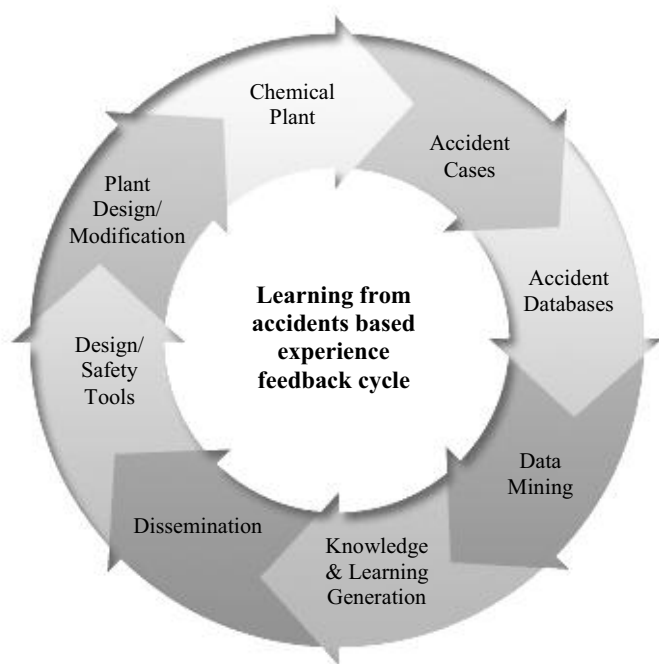 Chemical
Plant
Accident
Cases
Accident
Databases
Data
Mining
Knowledge
& Learning
Generation
Dissemination
Design/
Safety
Tools
Plant
Design/
Modification
Learning from
accidents based
experience
feedback cycle